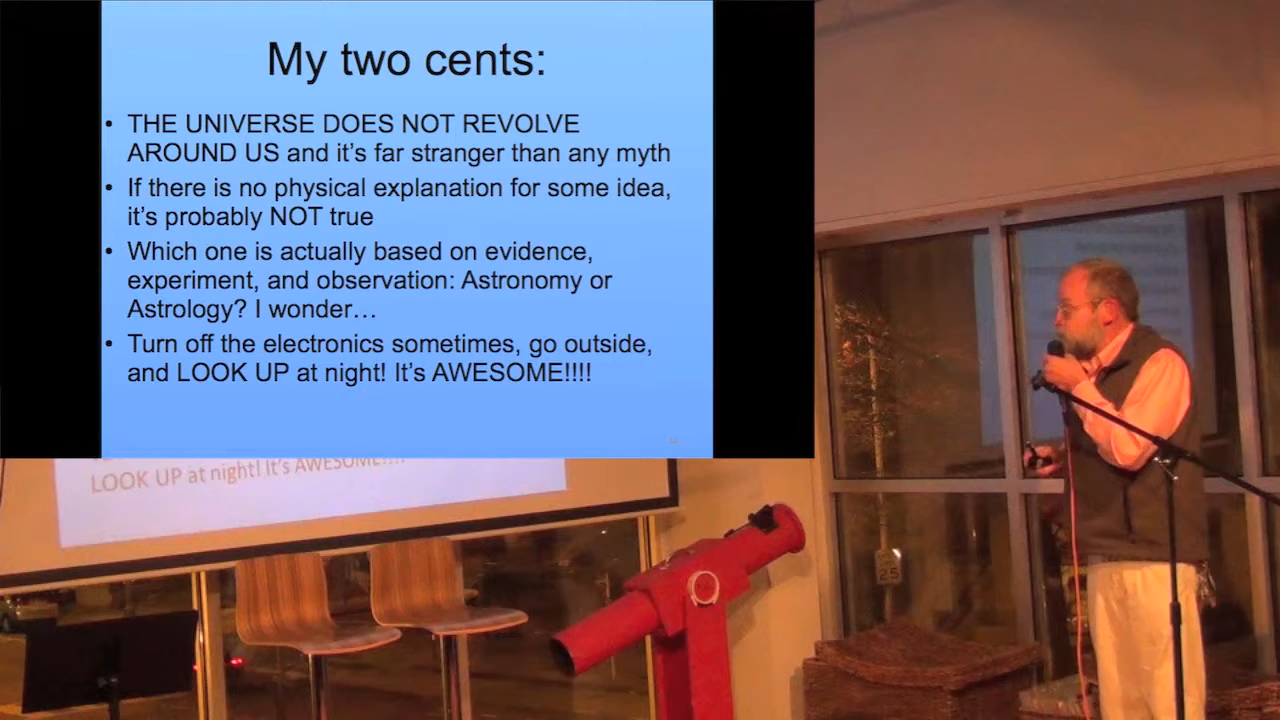 My two cents:
• THE UNIVERSE DOES NOT REVOLVE
AROUND US and it's far stranger than any myth
• If there is no physical explanation for some idea,
it's probably NOT true
• Which one is actually based on evidence,
experiment, and observation: Astronomy or
Astrology? I wonder…
• Turn off the electronics sometimes, go outside,
and LOOK UP at night! It's AWESOME!!!!
LOOK UP at night! It's AWESOME!!!!
25